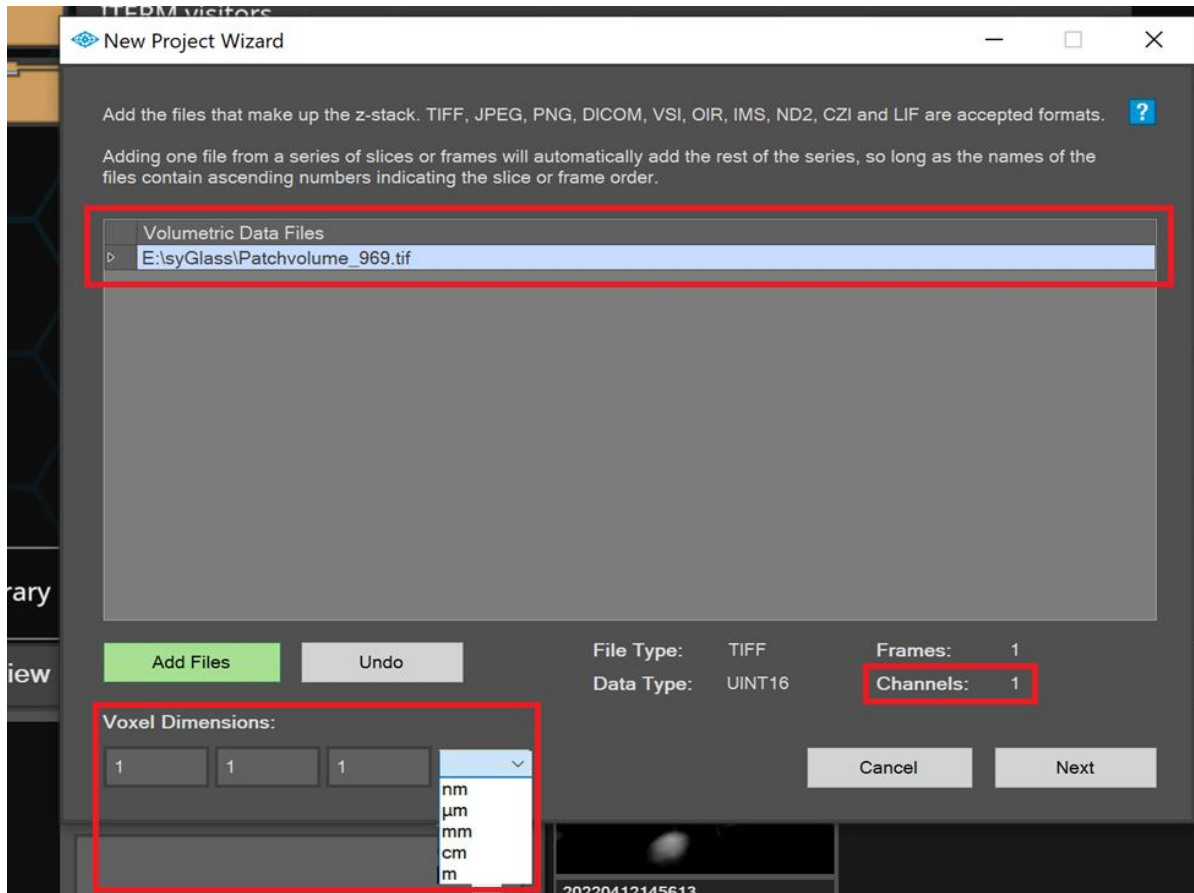 ITERM visitors
New Project Wizard
Add the files that make up the z-stack. TIFF, JPEG, PNG, DICOM, VSI, OIR, IMS, ND2, CZI and LIF are accepted formats. ?
Adding one file from a series of slices or frames will automatically add the rest of the series, so long as the names of the
files contain ascending numbers indicating the slice or frame order.
Volumetric Data Files
E:\syGlass\Patchvolume_969.tif
rary
Add Files Undo File Type: TIFF Frames: 1
iew
Data Type: UINT16 Channels: 1
Voxel Dimensions:
1 1 1 Cancel Next
nm
µm
mm
cm
m
20220412145613